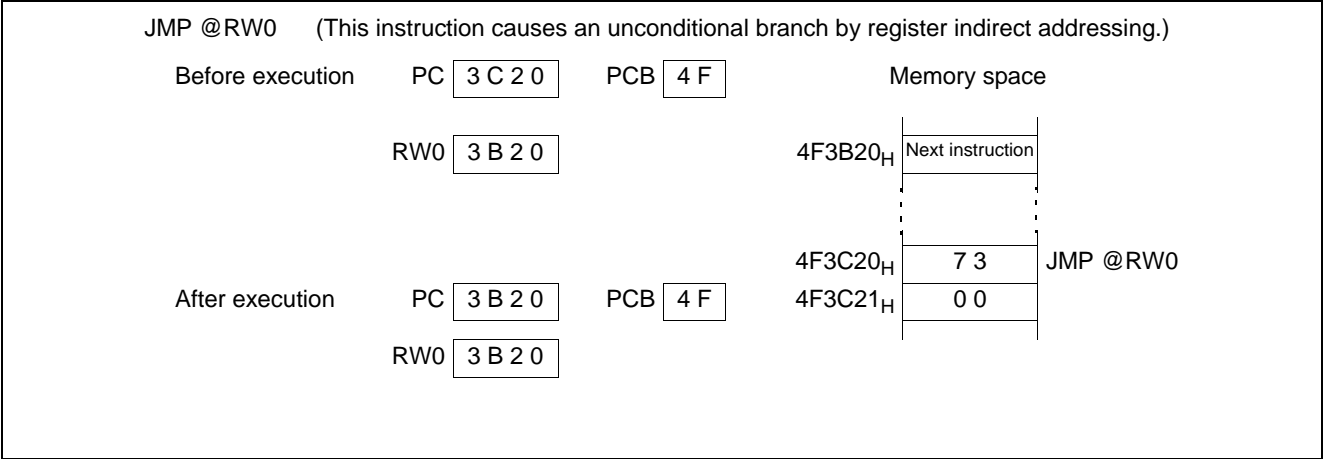 JMP @RW0 (This instruction causes an unconditional branch by register indirect addressing.)
Before execution PC 3 C 2 0 PCB 4 F Memory space
RW0 3 B 2 0 4F3B20H Next instruction
4F3C20H 7 3 JMP @RW0
After execution PC 3 B 2 0 PCB 4 F 4F3C21H 0 0
RW0 3 B 2 0